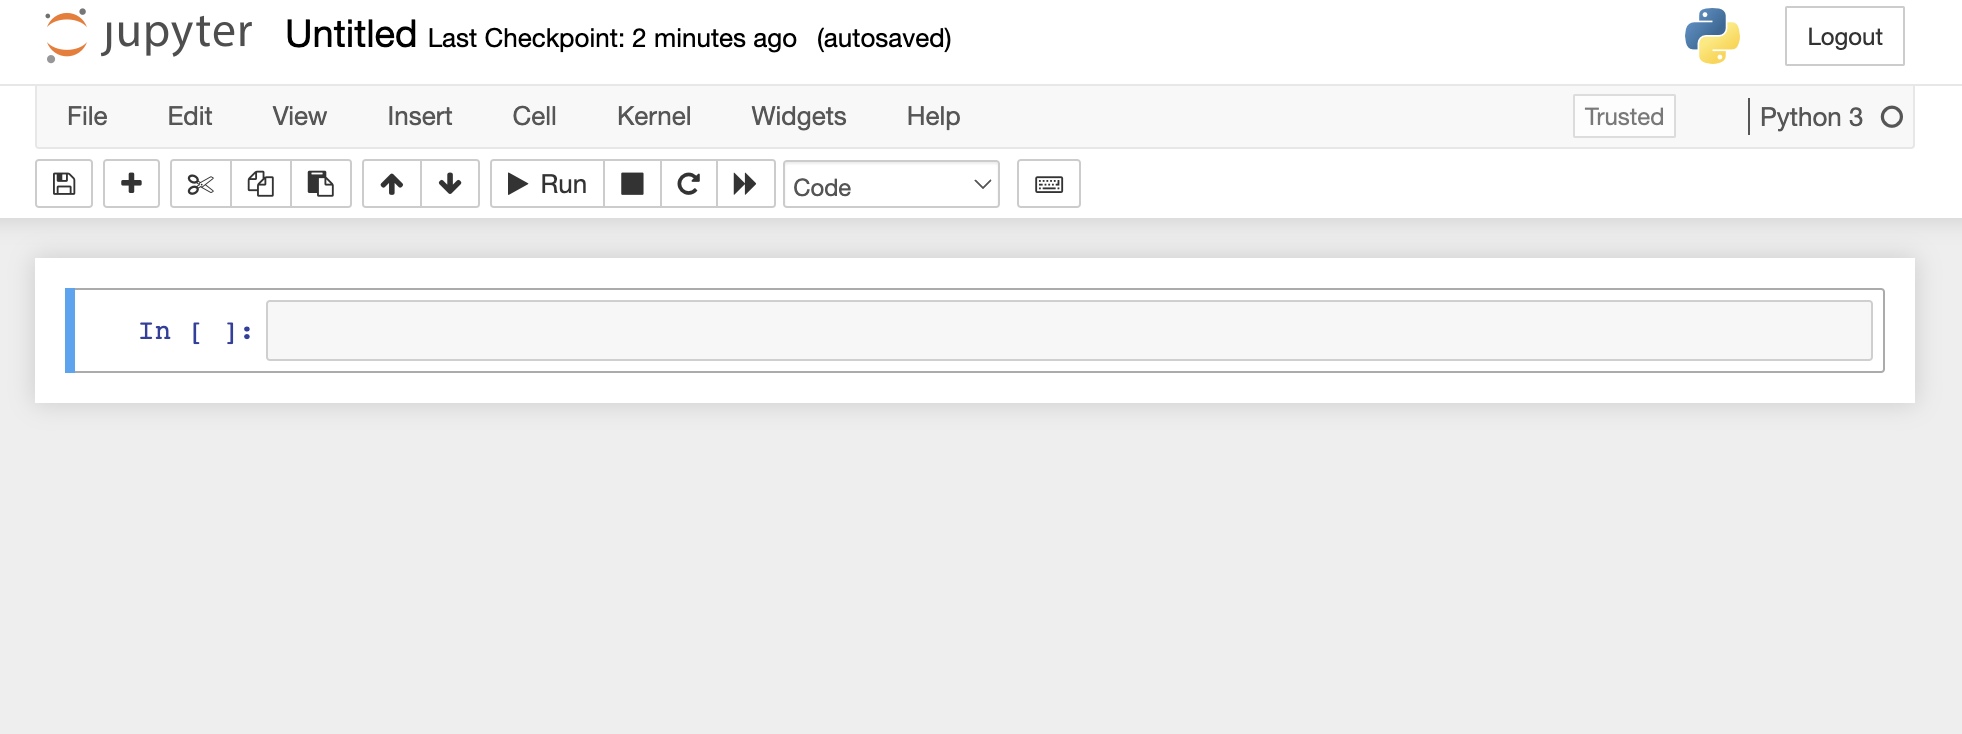 jupyter Untitled Last Checkpoint: 2 minutes ago (autosaved) Logout
File Edit View Insert Cell Kernel Widgets Help Trusted Python 3
Run Code
In [ ]: